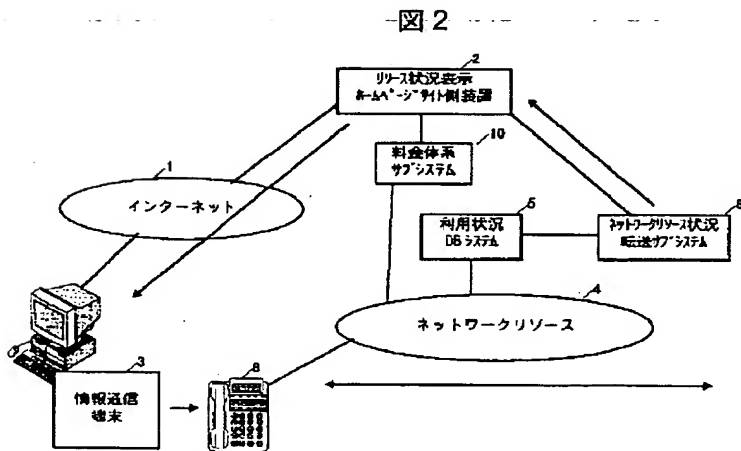 図2
2
リリース状況表示
ホームページサイト側装置
10
料金体系
サブシステム
1
インターネット
5
利用状況
DBシステム
6
ネットワークリソース状況
転送サブシステム
4
ネットワークリソース
3
情報通信
端末
8